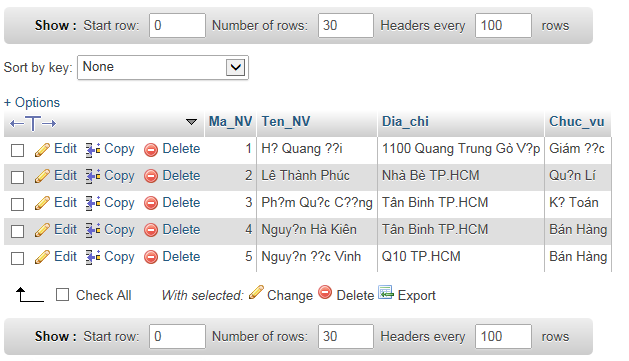 Show : Start row: 0 Number of rows: 30 Headers every 100 rows
Sort by key: None
+ Options
Ma_NV Ten_NV Dia_chi Chuc_vu
Edit Copy Delete 1 H? Quang ??i 1100 Quang Trung Gò V?p Giám ??c
Edit Copy Delete 2 Lê Thành Phúc Nhà Bè TP.HCM Qu?n Lí
Edit Copy Delete 3 Ph?m Qu?c C??ng Tân Bình TP.HCM K? Toán
Edit Copy Delete 4 Nguy?n Hà Kiên Tân Bình TP.HCM Bán Hàng
Edit Copy Delete 5 Nguy?n ??c Vinh Q10 TP.HCM Bán Hàng
Check All With selected: Change Delete Export
Show : Start row: 0 Number of rows: 30 Headers every 100 rows